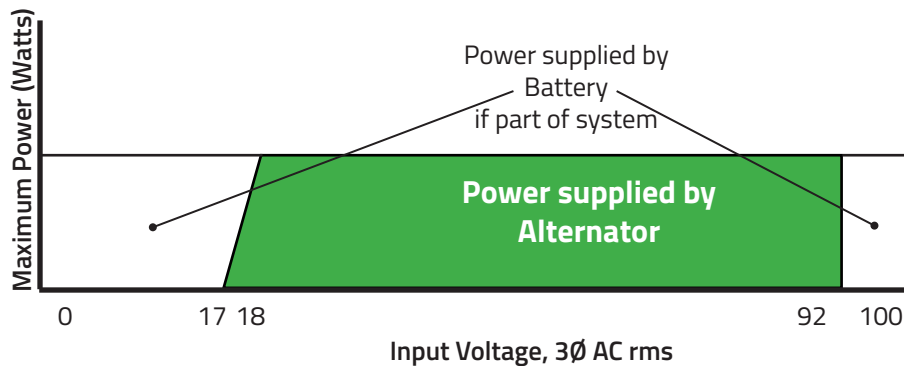 Maximum Power (Watts)
Power supplied by
Battery
if part of system
Power supplied by
Alternator
0
17 18
92
100
Input Voltage, 3Ø AC rms